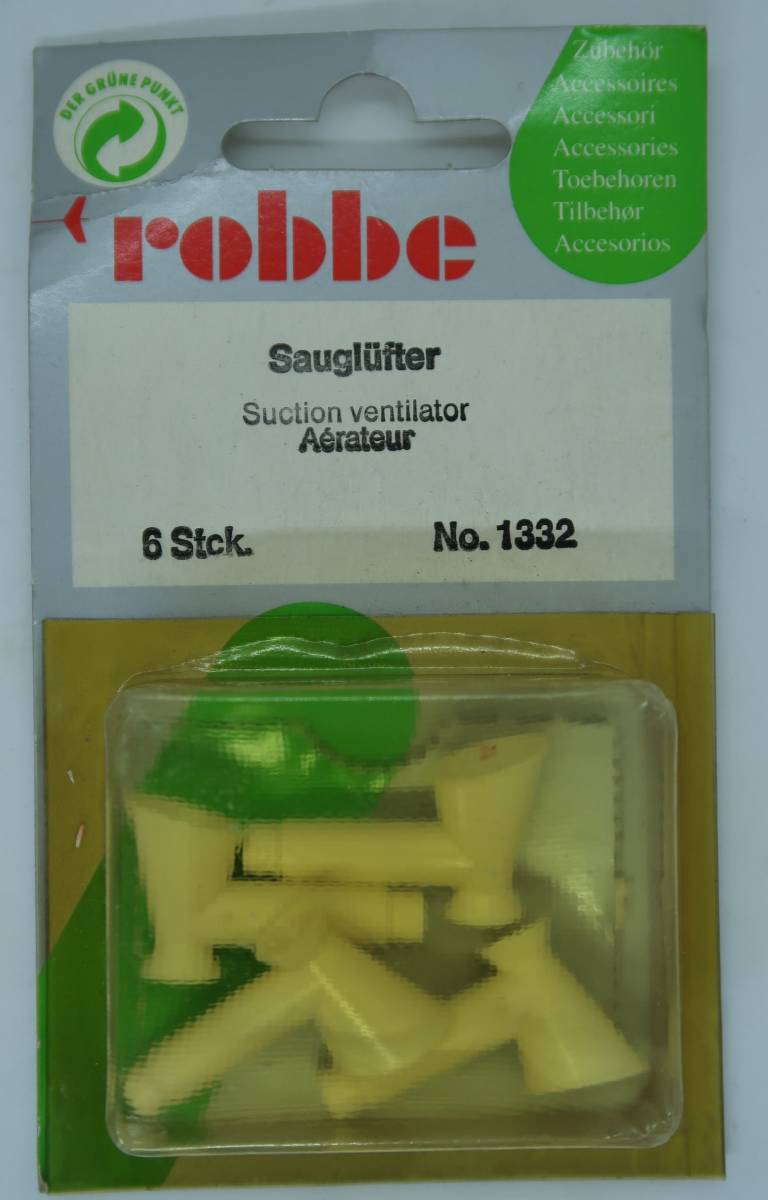 DER GRÜNE PUNKT
Zubehör
Accessoires
Accessori
Accessories
Toebehoren
Tilbehør
Accesorios
robbe
Sauglüfter
Suction ventilator
Aérateur
6 Stck.
No. 1332